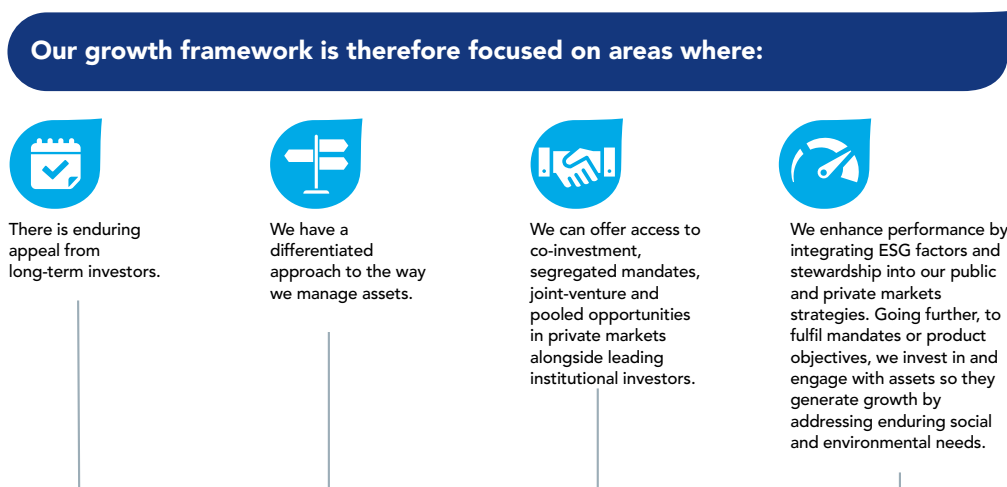 Our growth framework is therefore focused on areas where:
There is enduring
appeal from
long-term investors.
We have a
differentiated
approach to the way
we manage assets.
We can offer access to
co-investment,
segregated mandates,
joint-venture and
pooled opportunities
in private markets
alongside leading
institutional investors.
We enhance performance by
integrating ESG factors and
stewardship into our public
and private markets
strategies. Going further, to
fulfil mandates or product
objectives, we invest in and
engage with assets so they
generate growth by
addressing enduring social
and environmental needs.